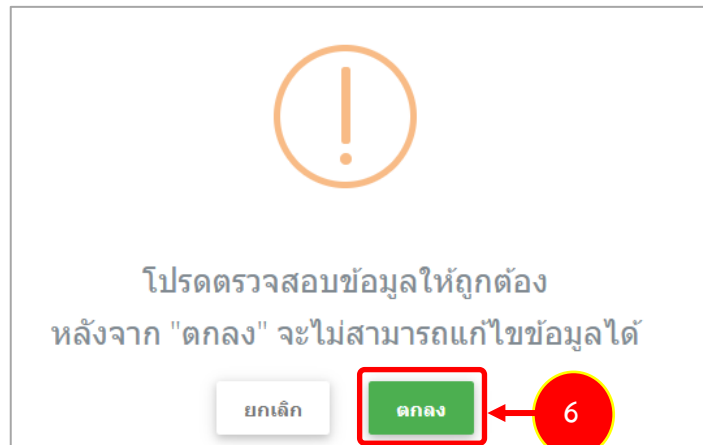 โปรดตรวจสอบข้อมูลให้ถูกต้อง
หลังจาก "ตกลง" จะไม่สามารถแก้ไขข้อมูลได้
ยกเลิก ตกลง 6